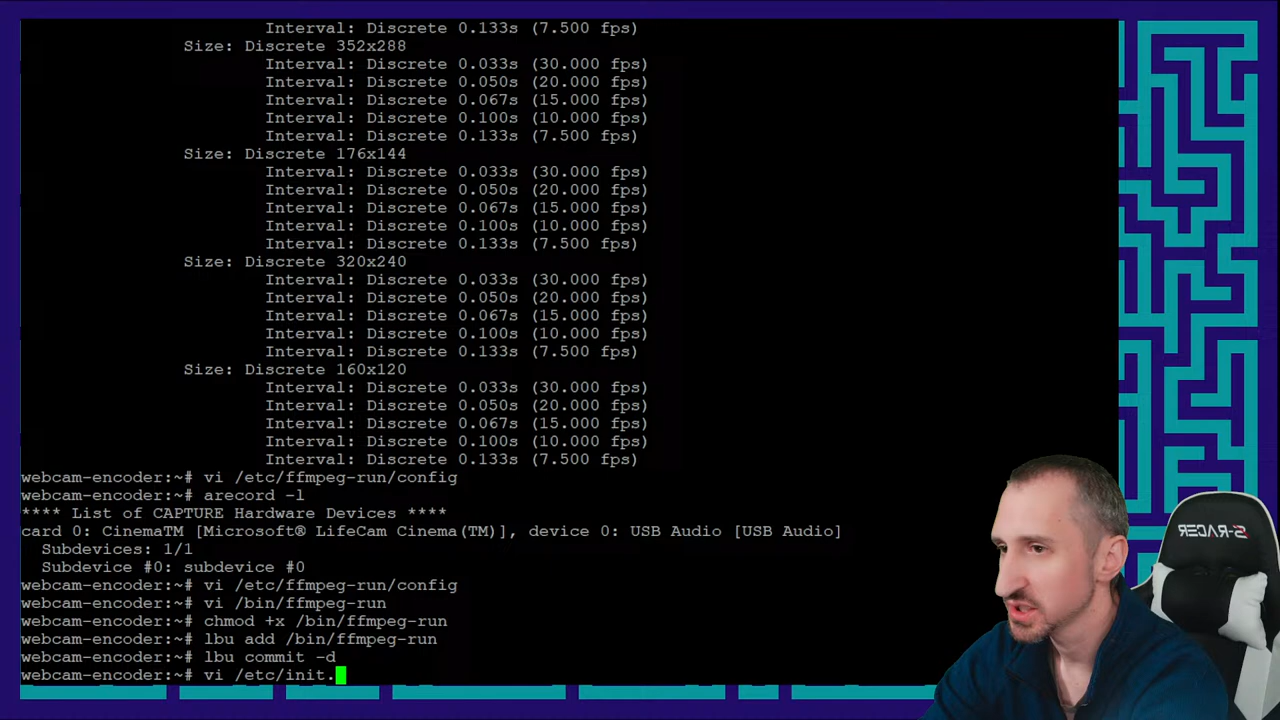 Interval: Discrete 0.133s (7.500 fps)
Size: Discrete 352x288
Interval: Discrete 0.033s (30.000 fps)
Interval: Discrete 0.050s (20.000 fps)
Interval: Discrete 0.067s (15.000 fps)
Interval: Discrete 0.100s (10.000 fps)
Interval: Discrete 0.133s (7.500 fps)
Size: Discrete 176x144
Interval: Discrete 0.033s (30.000 fps)
Interval: Discrete 0.050s (20.000 fps)
Interval: Discrete 0.067s (15.000 fps)
Interval: Discrete 0.100s (10.000 fps)
Interval: Discrete 0.133s (7.500 fps)
Size: Discrete 320x240
Interval: Discrete 0.033s (30.000 fps)
Interval: Discrete 0.050s (20.000 fps)
Interval: Discrete 0.067s (15.000 fps)
Interval: Discrete 0.100s (10.000 fps)
Interval: Discrete 0.133s (7.500 fps)
Size: Discrete 160x120
Interval: Discrete 0.033s (30.000 fps)
Interval: Discrete 0.050s (20.000 fps)
Interval: Discrete 0.067s (15.000 fps)
Interval: Discrete 0.100s (10.000 fps)
Interval: Discrete 0.133s (7.500 fps)
webcam-encoder:~# vi /etc/ffmpeg-run/config
webcam-encoder:~# arecord -l
**** List of CAPTURE Hardware Devices ****
card 0: CinemaTM [Microsoft® LifeCam Cinema(TM)], device 0: USB Audio [USB Audio]
Subdevices: 1/1
Subdevice #0: subdevice #0
webcam-encoder:~# vi /etc/ffmpeg-run/config
webcam-encoder:~# vi /bin/ffmpeg-run
webcam-encoder:~# chmod +x /bin/ffmpeg-run
webcam-encoder:~# lbu add /bin/ffmpeg-run
webcam-encoder:~# lbu commit -d
webcam-encoder:~# vi /etc/init.
S-RACER